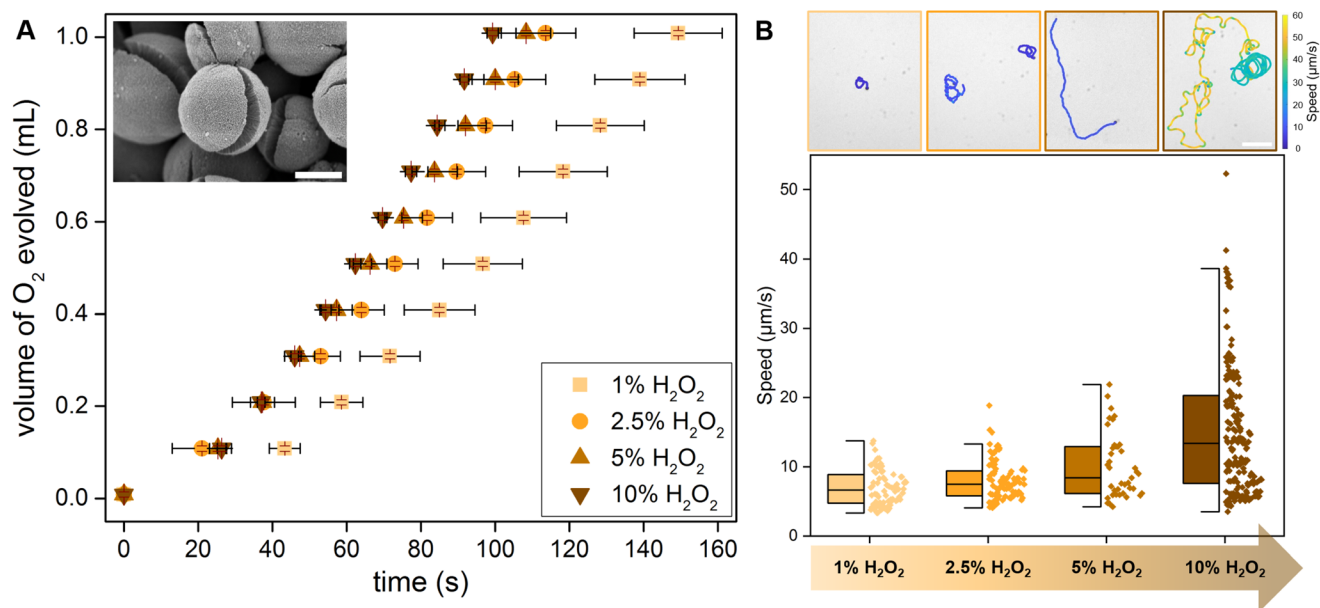 A
volume of O₂ evolved (mL)
1.0
0.8
0.6
0.4
0.2
0.0
0
20
40
60
80
100
120
140
160
time (s)
1% H₂O₂
2.5% H₂O₂
5% H₂O₂
10% H₂O₂
B
60
50
40
30
20
10
0
Speed (µm/s)
Speed (µm/s)
50
40
30
20
10
0
1% H₂O₂
2.5% H₂O₂
5% H₂O₂
10% H₂O₂